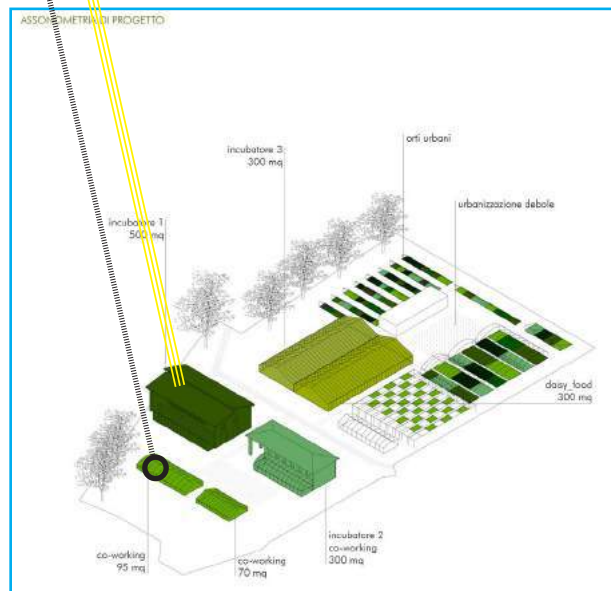 ASSONOMETRIA DI PROGETTO
orti urbani
incubatore 3
300 mq
urbanizzazione debole
incubatore 1
500 mq
daisy_food
300 mq
incubatore 2
co-working
300 mq
co-working
95 mq
co-working
70 mq